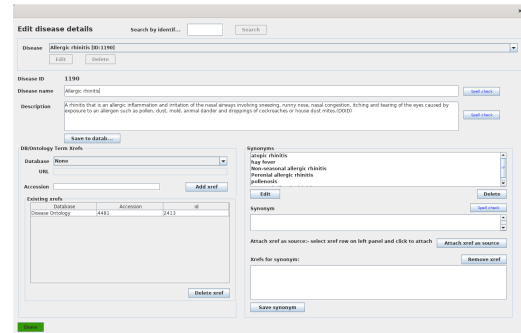 x
Edit disease details
Search by identif...
Search
Disease
Allergic rhinitis [ID:1190]
Edit
Delete
Disease ID
1190
Disease name
Allergic rhinitis
Spell check
Description
A rhinitis that is an allergic inflammation and irritation of the nasal airways involving sneezing, runny nose, nasal congestion, itching and tearing of the eyes caused by
exposure to an allergen such as pollen, dust, mold, animal dander and droppings of cockroaches or house dust mites.(DOID)
Spell check
Save to datab...
DB/Ontology Term Xrefs
Database
None
URL
Accession
Add xref
Existing xrefs
Database Accession id
Disease Ontology 4481 2413
Delete xref
Synonyms
atopic rhinitis
hay fever
Non-seasonal allergic rhinitis
Perenial allergic rhinitis
pollenosis
Edit
Delete
Synonym
Spell check
Attach xref as source:- select xref row on left panel and click to attach
Attach xref as source
Xrefs for synonym:
Remove xref
Save synonym